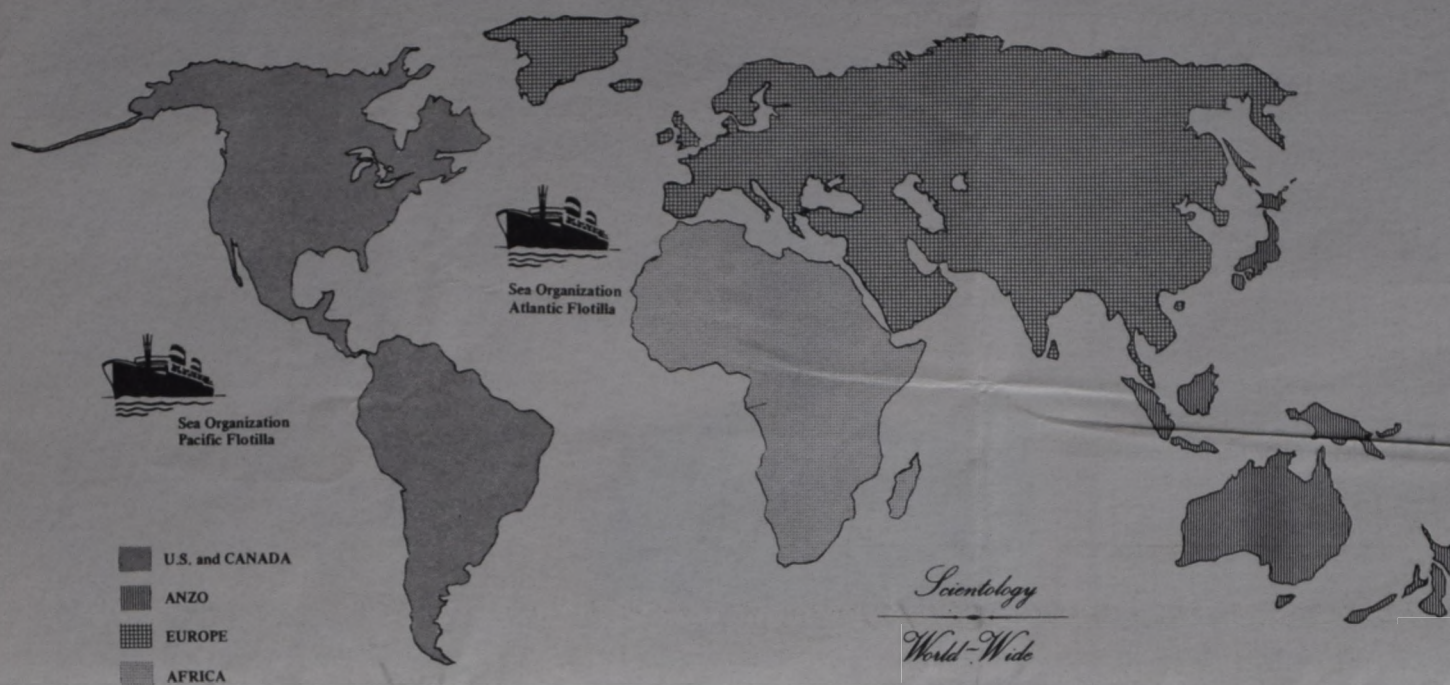 Sea Organization
Atlantic Flotilla
Sea Organization
Pacific Flotilla
U.S. and CANADA
ANZO
EUROPE
AFRICA
Scientology
World-Wide